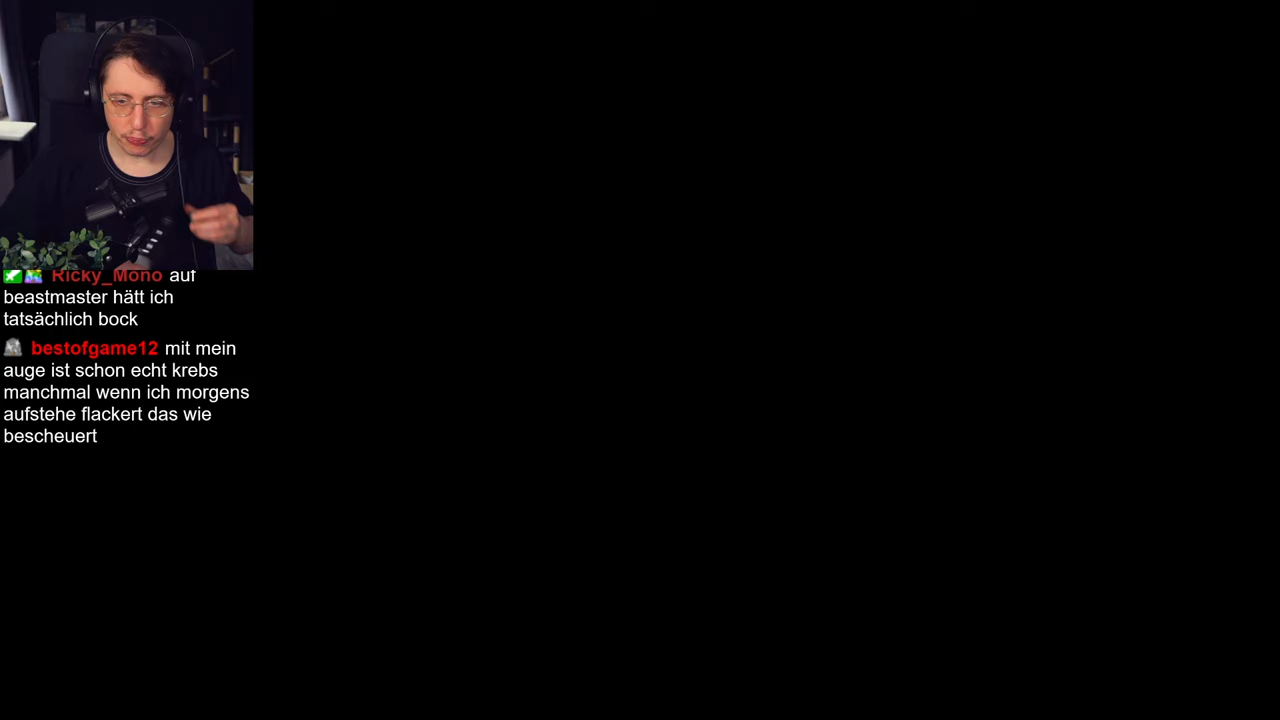 Ricky_Mono auf
beastmaster hätt ich
tatsächlich bock
bestofgame12 mit mein
auge ist schon echt krebs
manchmal wenn ich morgens
aufstehe flackert das wie
bescheuert